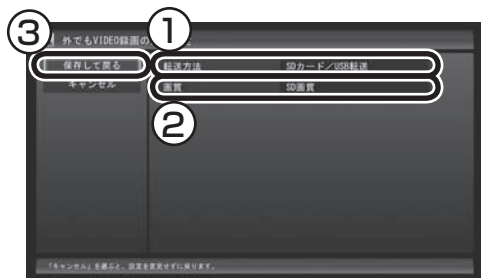 ③
①
外でもVIDEO録画の
保存して戻る
転送方法 SDカード／USB転送
キャンセル
画質 SD画質
②
「キャンセル」を選ぶと、設定を変更せずに戻ります。